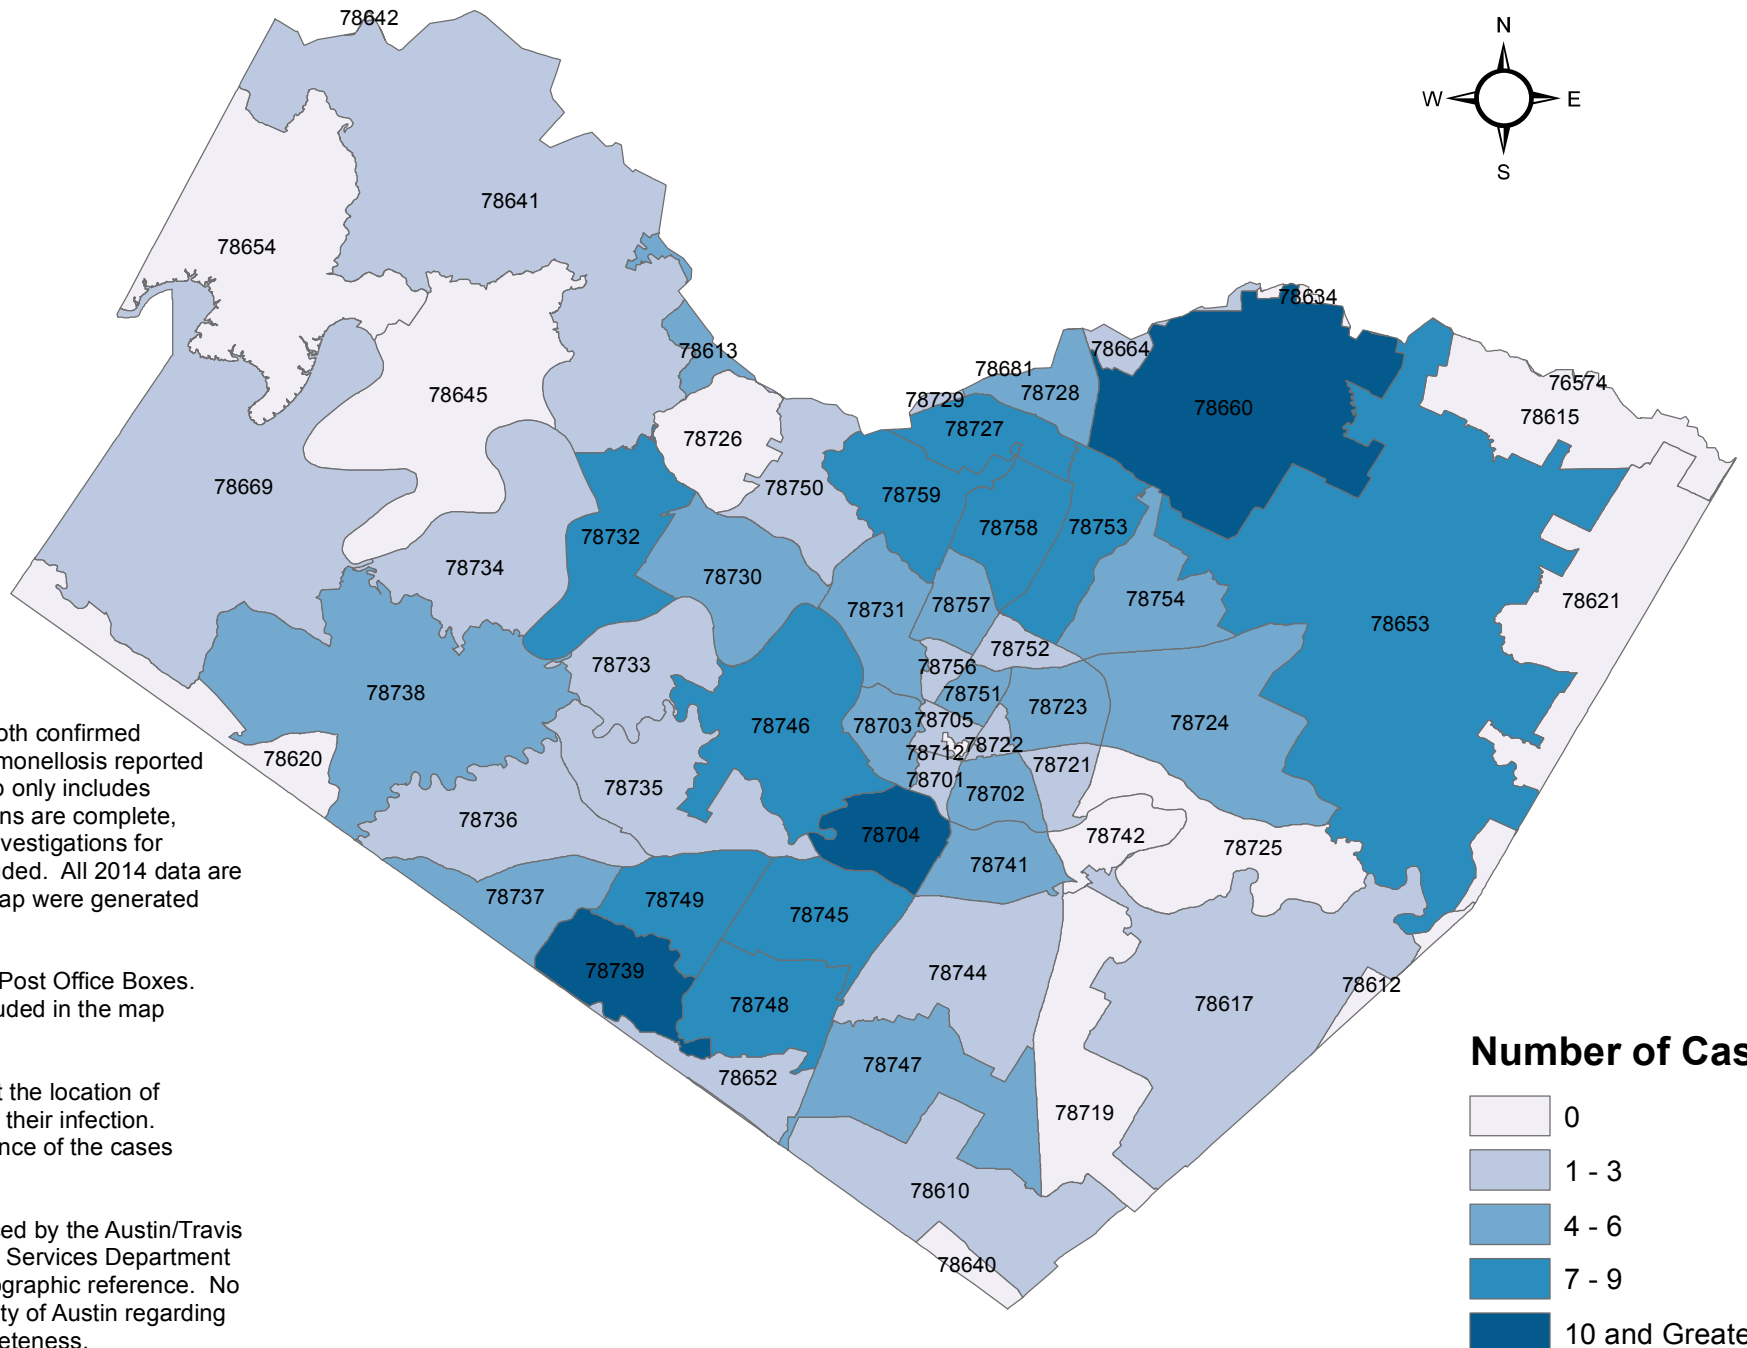 78642
N
W
E
S
78641
78654
78634
78613
78664
78681
76574
78645
78729
78728
78660
78615
78726
78727
78669
78750
78759
78758
78753
78732
78734
78730
78731
78757
78754
78621
78653
78752
78733
78756
78738
78751
78746
78703
78705
78723
78724
oth confirmed
monellosis reported
o only includes
ns are complete,
vestigations for
ded. All 2014 data are
ap were generated
78620
78712
78722
78721
78701
78735
78702
78736
78704
78742
78725
78741
78737
78749
78745
Post Office Boxes.
uded in the map
78739
78744
78748
78612
78617
Number of Cas
78747
78652
t the location of
their infection.
nce of the cases
78719
0
1 - 3
78610
4 - 6
sed by the Austin/Travis
Services Department
ographic reference. No
ty of Austin regarding
eteness.
78640
7 - 9
10 and Greate